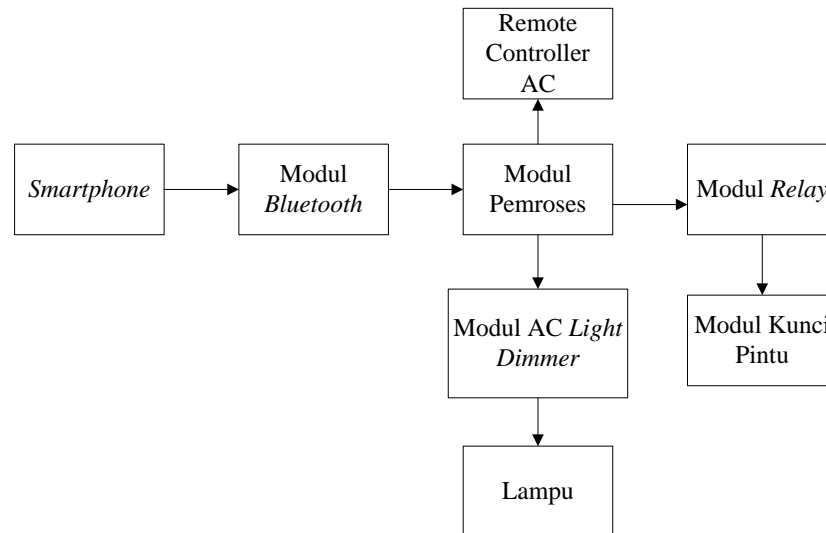 Remote
Controller
AC
Smartphone
Modul
Bluetooth
Modul
Pemroses
Modul Relay
Modul AC Light
Dimmer
Modul Kunci
Pintu
Lampu